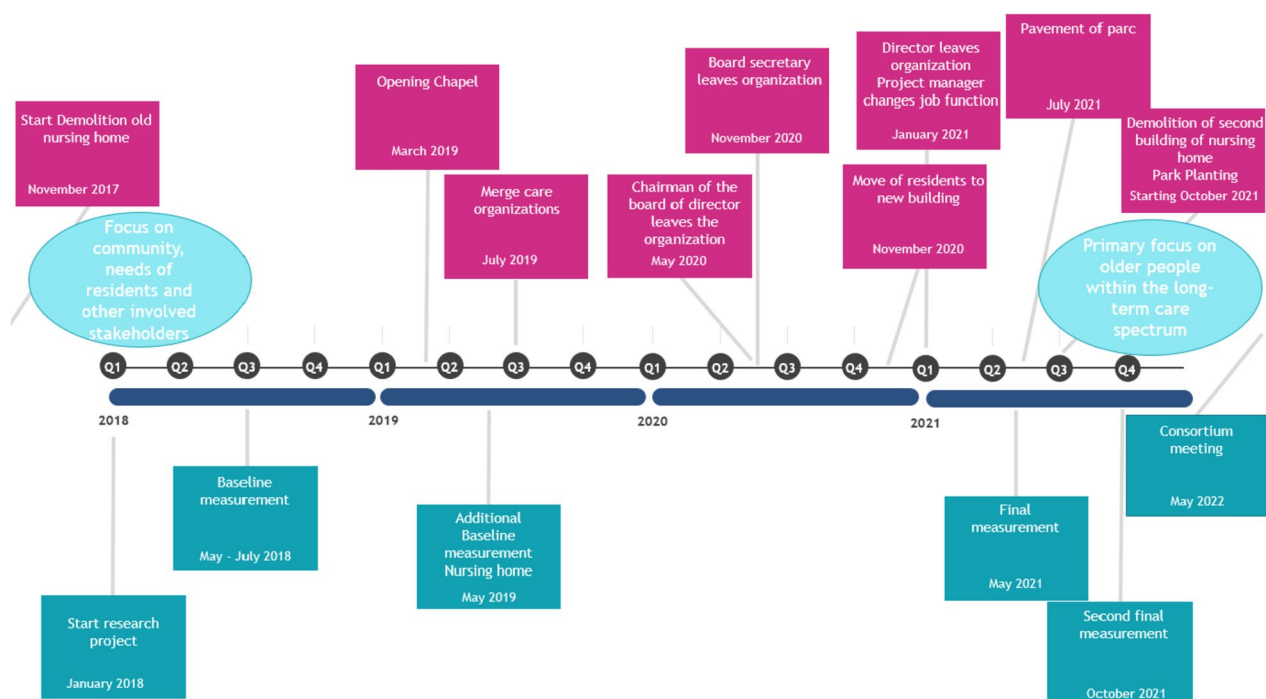 Start Demolition old
nursing home
November 2017
Opening Chapel
March 2019
Merge care
organizations
July 2019
Board secretary
leaves organization
November 2020
Chairman of the
board of director
leaves the
organization
May 2020
Director leaves
organization
Project manager
changes job function
January 2021
Move of residents to
new building
November 2020
Pavement of parc
July 2021
Demolition of second
building of nursing
home
Park Planting
Starting October 2021
Focus on
community,
needs of
residents and
other involved
stakeholders
Primary focus on
older people
within the long-
term care
spectrum
Q1 Q2 Q3 Q4 Q1 Q2 Q3 Q4 Q1 Q2 Q3 Q4 Q1 Q2 Q3 Q4
2018 2019 2020 2021
Start research
project
January 2018
Baseline
measurement
May - July 2018
Additional
Baseline
measurement
Nursing home
May 2019
Final
measurement
May 2021
Second final
measurement
October 2021
Consortium
meeting
May 2022